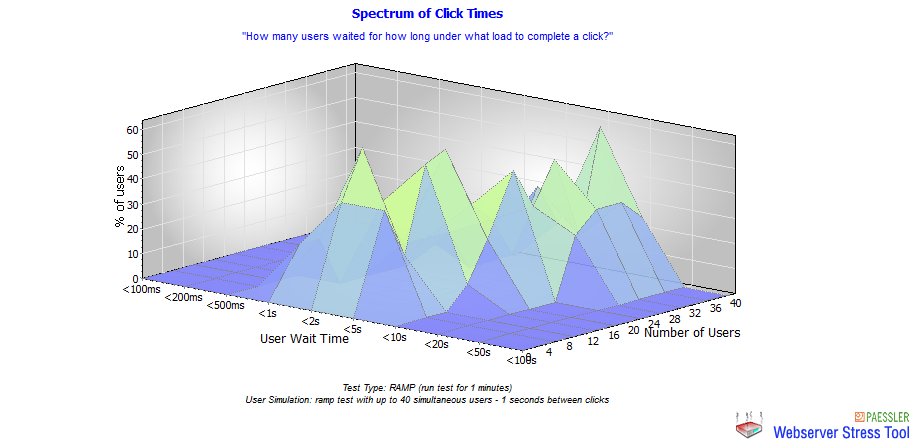 Spectrum of Click Times
"How many users waited for how long under what load to complete a click?"
% of users
60
50
40
30
20
10
0
<100ms
<200ms
<500ms
<1s
<2s
<5s
<10s
<20s
<50s
<100s
User Wait Time
0
4
8
12
16
20
24
28
32
36
40
Number of Users
Test Type: RAMP (run test for 1 minutes)
User Simulation: ramp test with up to 40 simultaneous users - 1 seconds between clicks
PAESSLER
Webserver Stress Tool